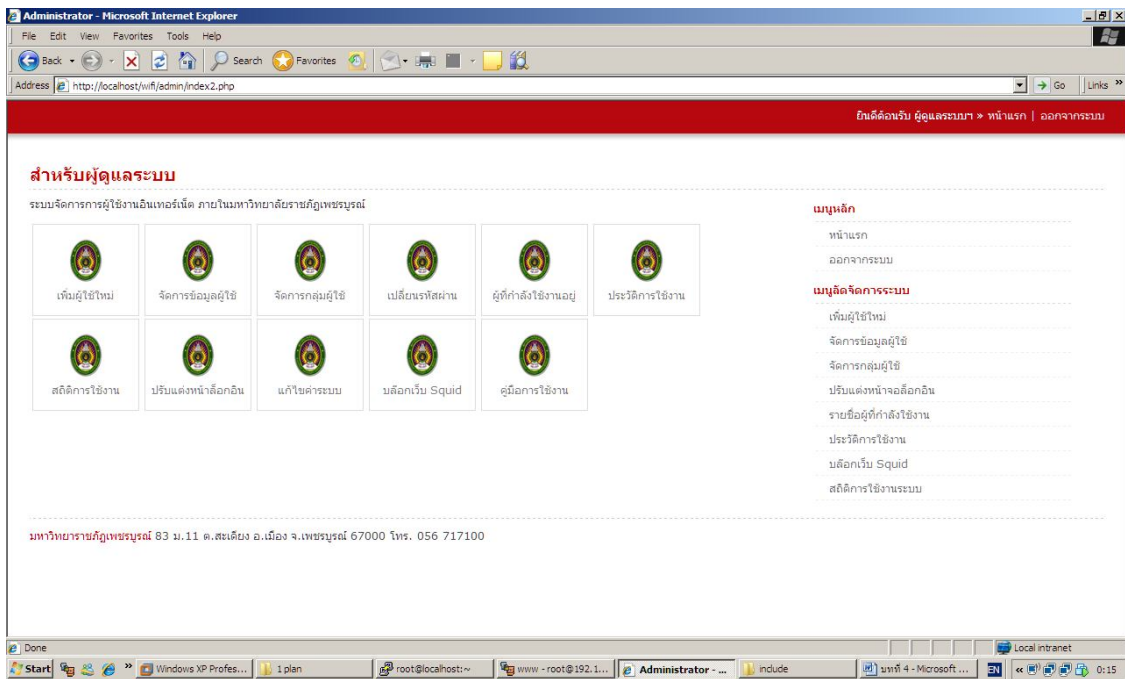 Administrator - Microsoft Internet Explorer
File Edit View Favorites Tools Help
Back Search Favorites
Address http://localhost/wifi/admin/index2.php Go Links »
ยินดีต้อนรับ ผู้ดูแลระบบฯ » หน้าแรก | ออกจากระบบ
สำหรับผู้ดูแลระบบ
ระบบจัดการการผู้ใช้งานอินเทอร์เน็ต ภายในมหาวิทยาลัยราชภัฏเพชรบูรณ์
เพิ่มผู้ใช้ใหม่ จัดการข้อมูลผู้ใช้ จัดการกลุ่มผู้ใช้ เปลี่ยนรหัสผ่าน ผู้ที่กำลังใช้งานอยู่ ประวัติการใช้งาน
สถิติการใช้งาน ปรับแต่งหน้าล็อกอิน แก้ไขค่าระบบ บล๊อกเว็บ Squid คู่มือการใช้งาน
เมนูหลัก
หน้าแรก
ออกจากระบบ
เมนูลัดจัดการระบบ
เพิ่มผู้ใช้ใหม่
จัดการข้อมูลผู้ใช้
จัดการกลุ่มผู้ใช้
ปรับแต่งหน้าจอล็อกอิน
รายชื่อผู้ที่กำลังใช้งาน
ประวัติการใช้งาน
บล๊อกเว็บ Squid
สถิติการใช้งานระบบ
มหาวิทยาราชภัฏเพชรบูรณ์ 83 ม.11 ต.สะเดียง อ.เมือง จ.เพชรบูรณ์ 67000 โทร. 056 717100
Done Local intranet
Start » Windows XP Profes... 1 plan root@localhost:~ www - root@192.1... Administrator - ... include บทที่ 4 - Microsoft ... EN « 0:15